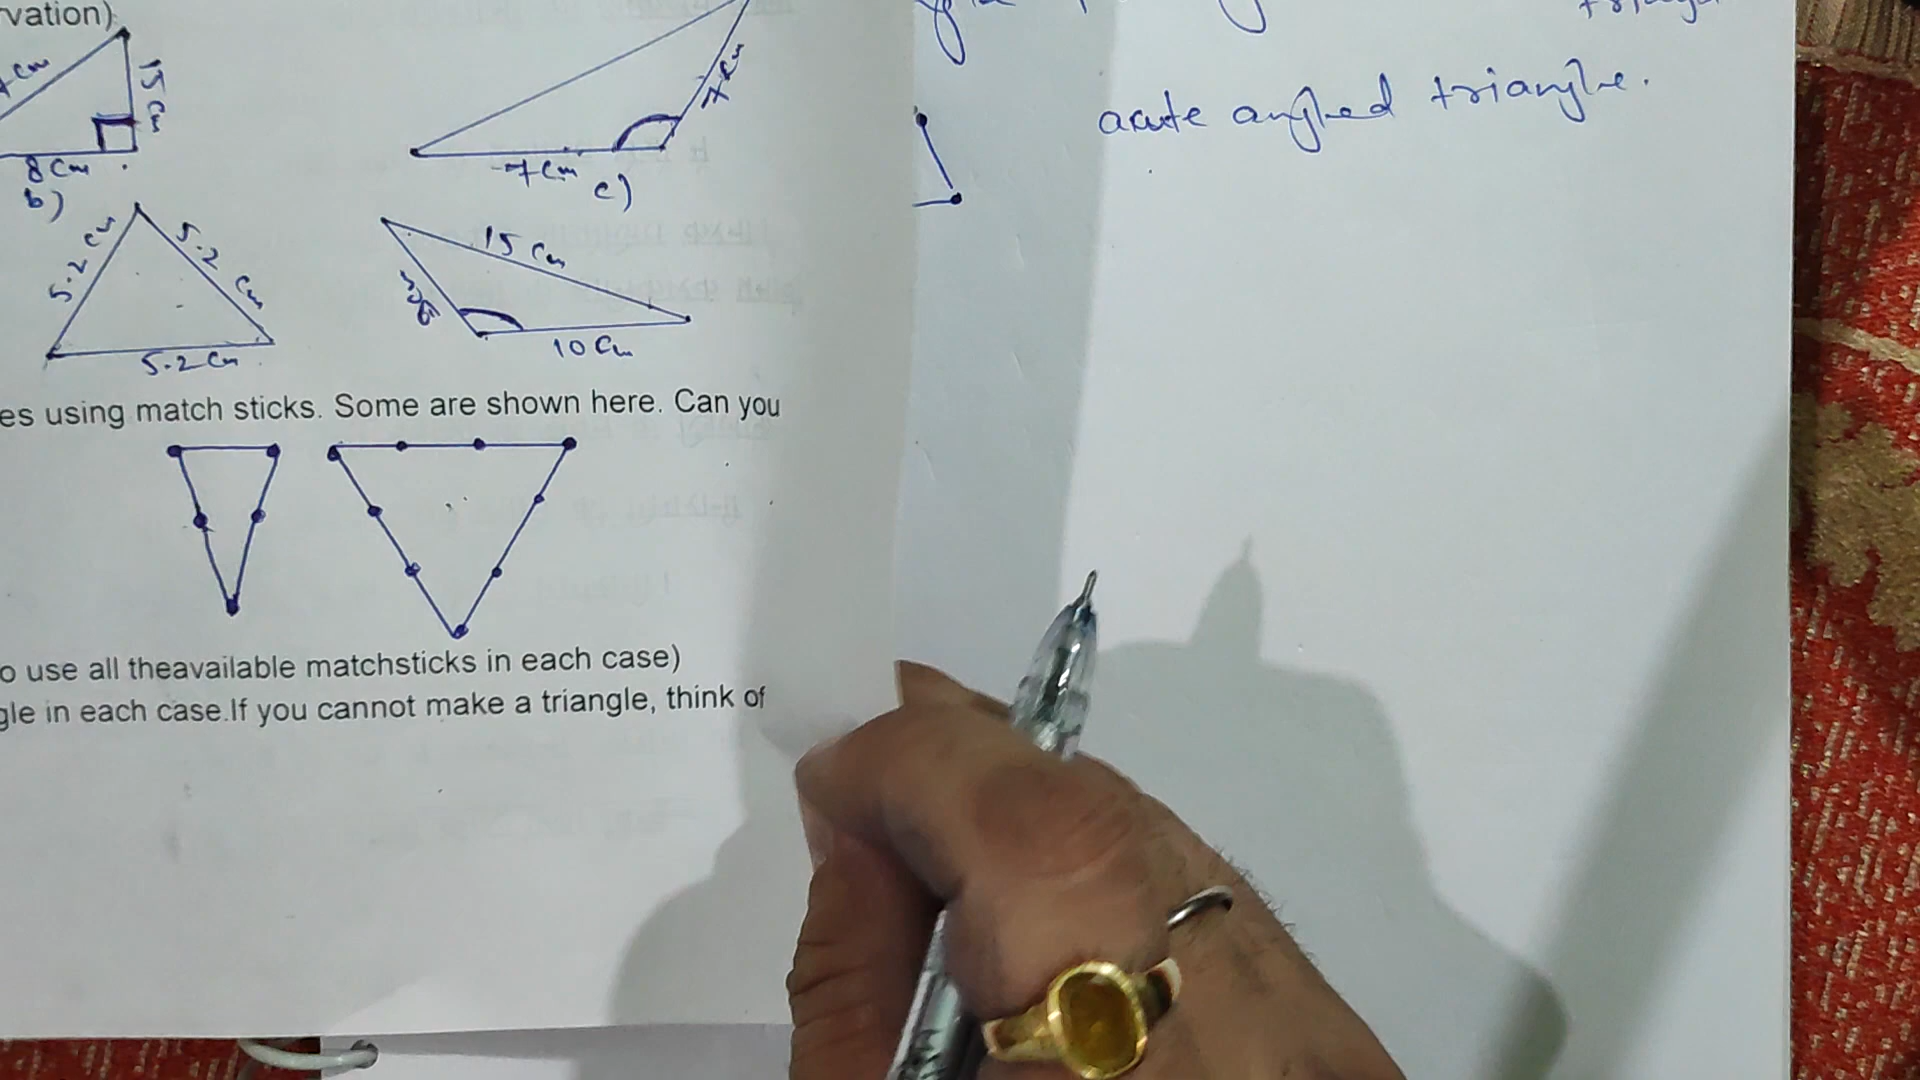 rvation)
cm
15 cm
7 cm
8 cm
7 cm
b)
c)
5.2 cm
5.2 cm
15 cm
5.2 cm
10 cm
es using match sticks. Some are shown here. Can you
o use all theavailable matchsticks in each case)
gle in each case.If you cannot make a triangle, think of
acute angled triangle.